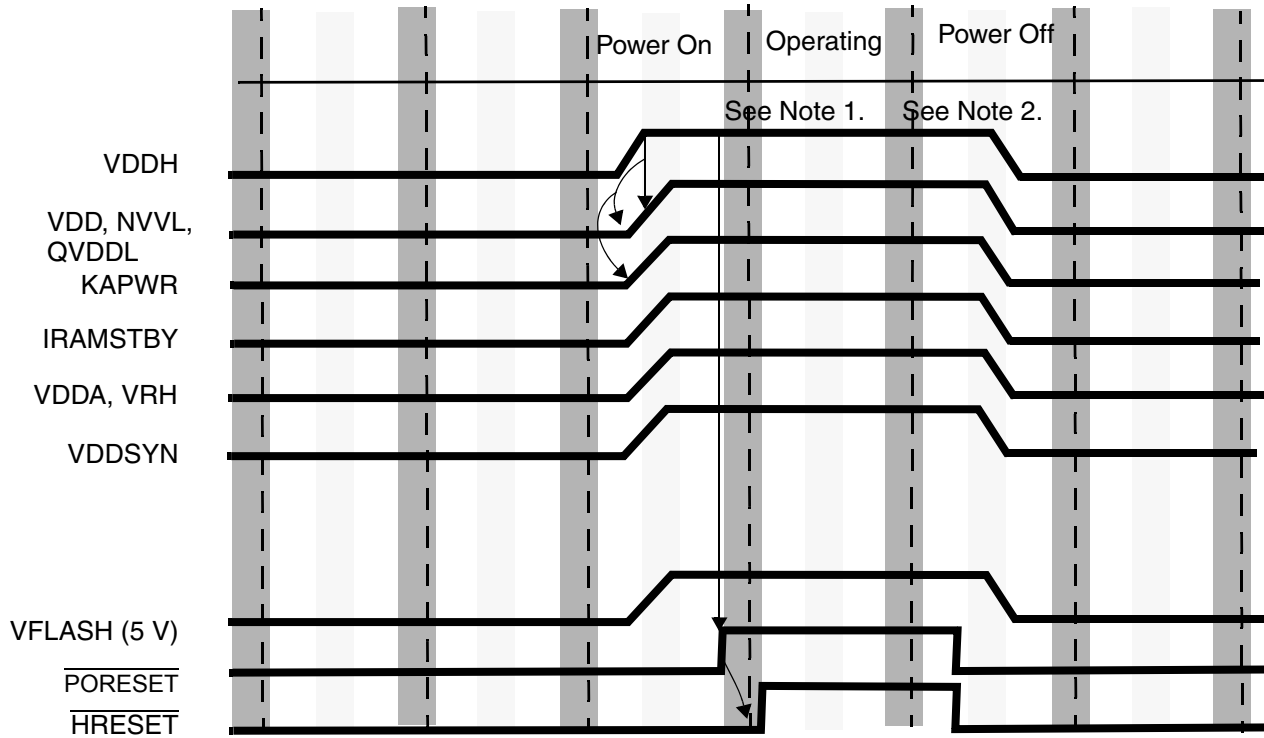 Power On
Operating
Power Off
See Note 1.
See Note 2.
VDDH
VDD, NVVL,
QVDDL
KAPWR
IRAMSTBY
VDDA, VRH
VDDSYN
VFLASH (5 V)
PORESET
HRESET